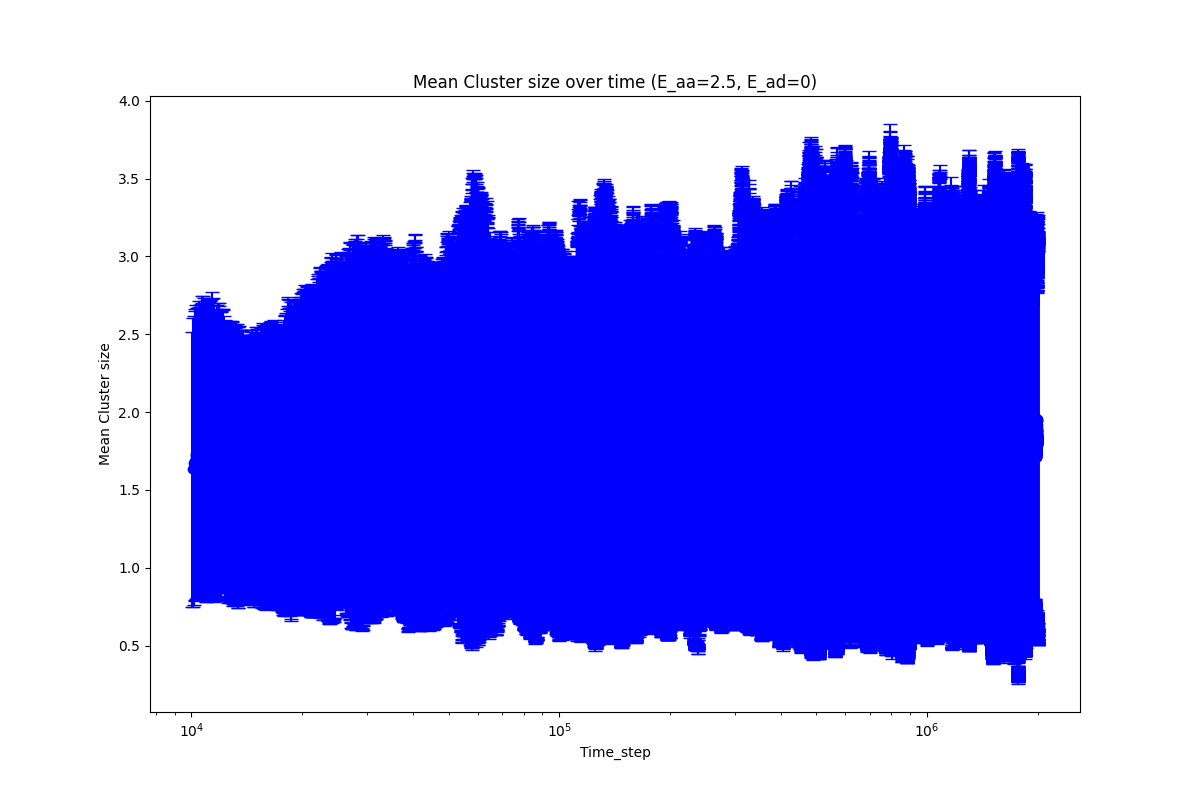 Mean Cluster size over time (E_aa=2.5, E_ad=0)
4.0
3.5
3.0
2.5
2.0
1.5
1.0
0.5
Mean Cluster size
10⁴ 10⁵ 10⁶
Time_step